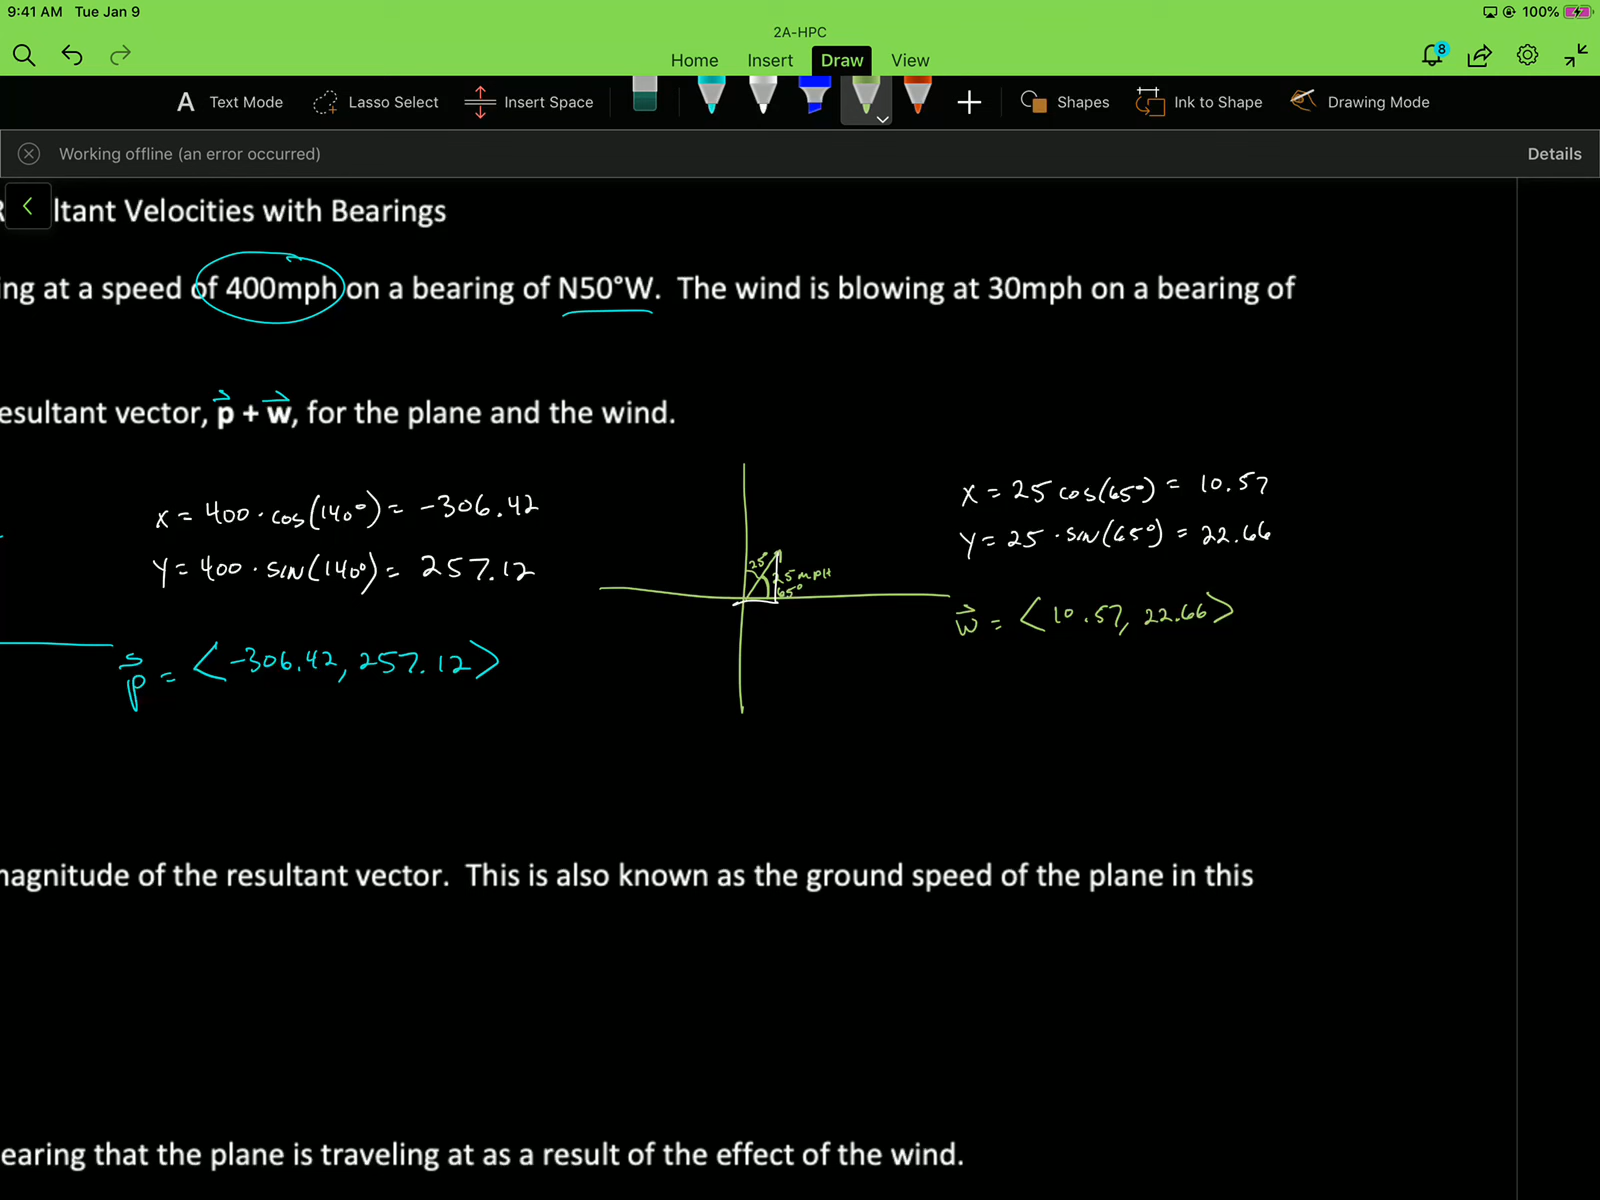 9:41 AM Tue Jan 9
100%
2A-HPC
Home Insert Draw View
8
Text Mode Lasso Select Insert Space Shapes Ink to Shape Drawing Mode
Working offline (an error occurred) Details
ltant Velocities with Bearings
ing at a speed of 400mph on a bearing of N50°W. The wind is blowing at 30mph on a bearing of
esultant vector, p + w, for the plane and the wind.
x = 400 · cos(140°) = -306.42
y = 400 · sin(140°) = 257.12
p = <-306.42, 257.12>
25°
25 mph
65°
x = 25 cos(65°) = 10.57
y = 25 · sin(65°) = 22.66
w = <10.57, 22.66>
nagnitude of the resultant vector. This is also known as the ground speed of the plane in this
earing that the plane is traveling at as a result of the effect of the wind.